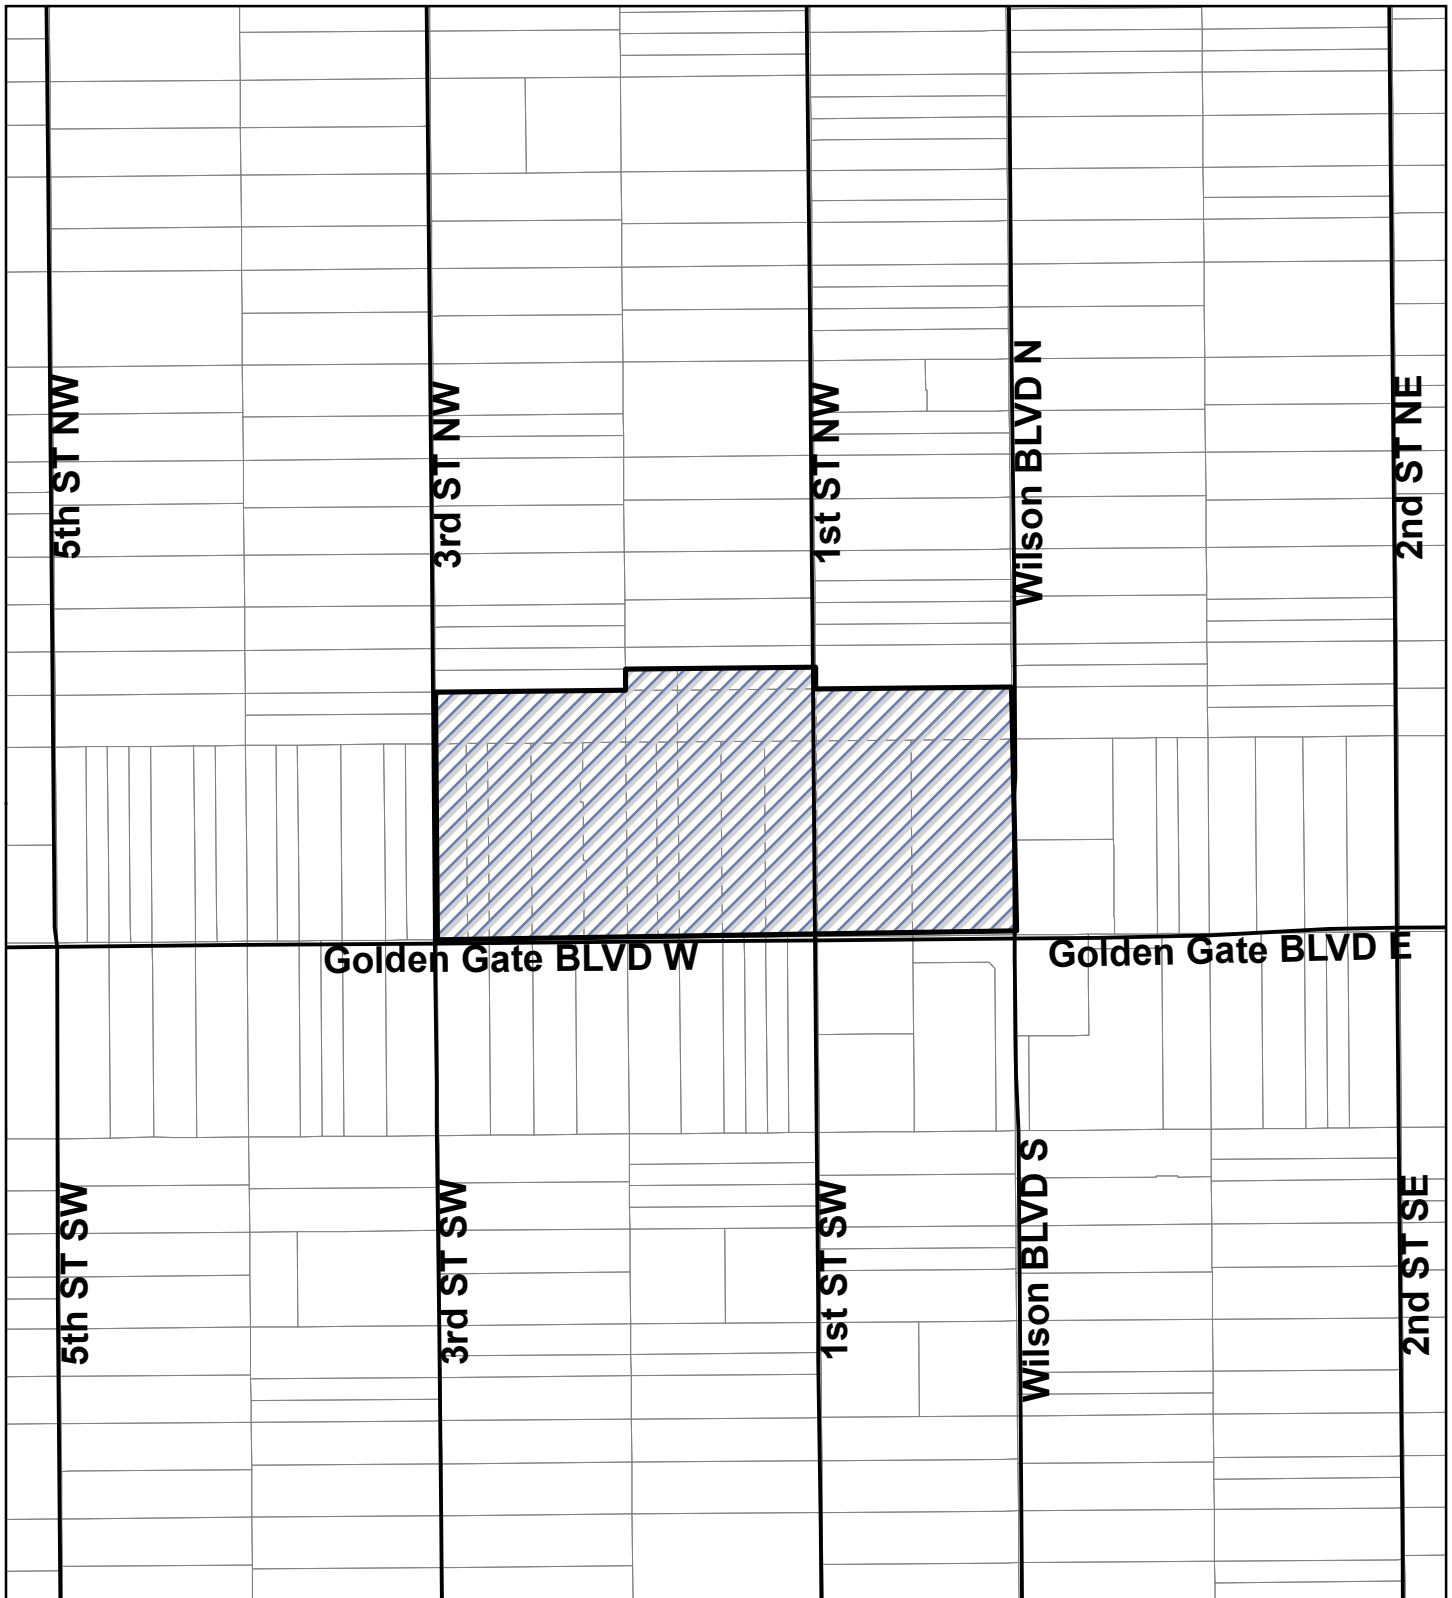 5th ST NW
3rd ST NW
1st ST NW
Wilson BLVD N
2nd ST NE
Golden Gate BLVD W
Golden Gate BLVD E
5th ST SW
3rd ST SW
1st ST SW
Wilson BLVD S
2nd ST SE